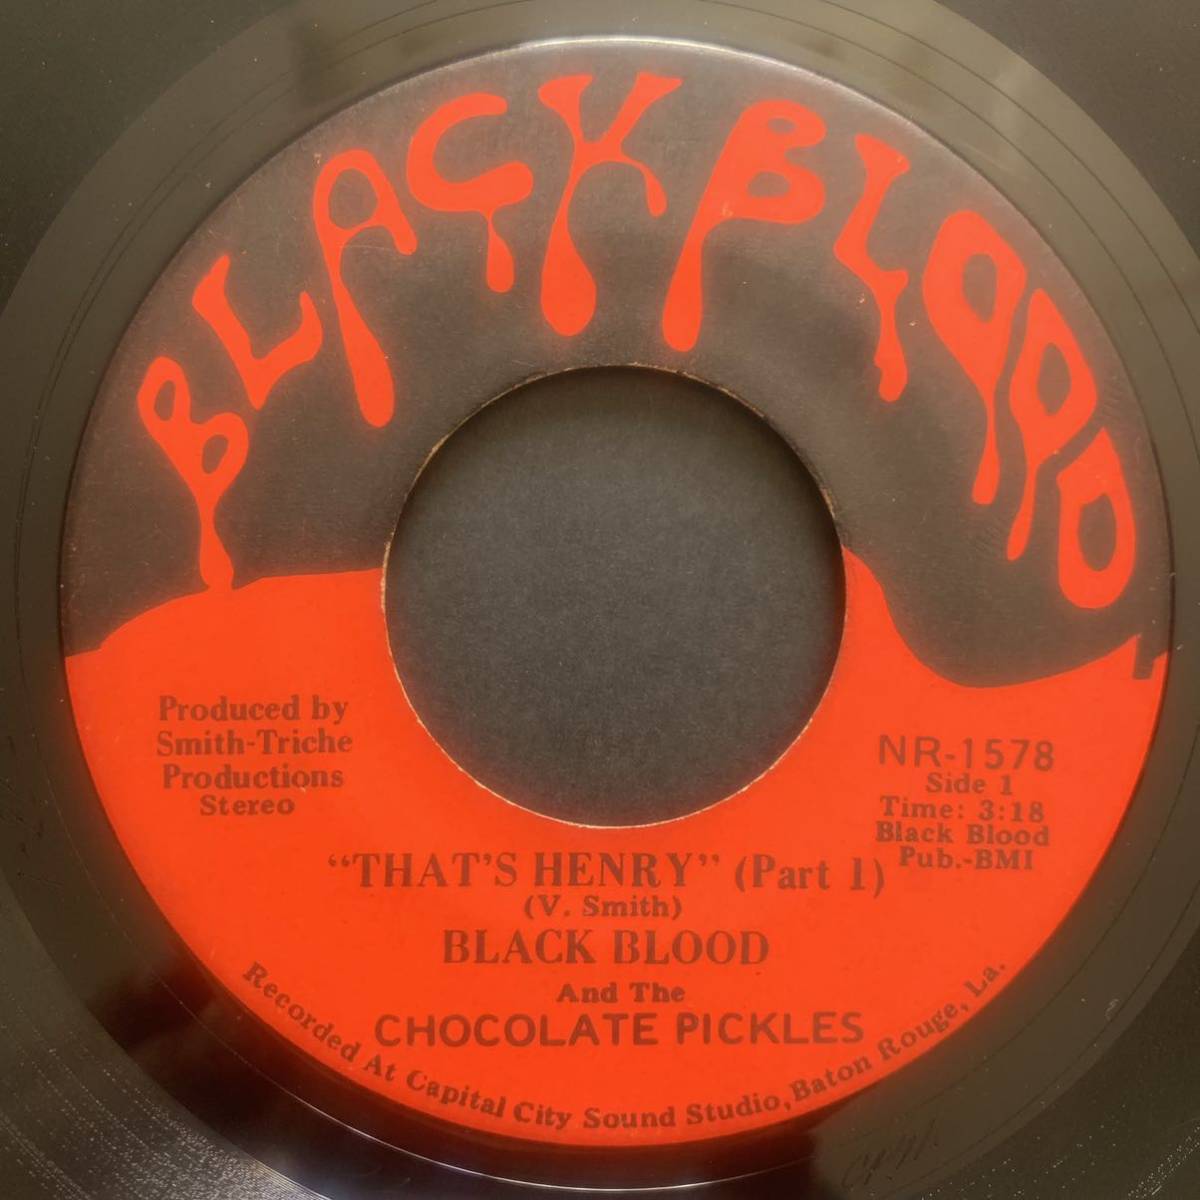 BLACK BLOOD
Produced by
Smith-Triche
Productions
Stereo
NR-1578
Side 1
Time: 3:18
Black Blood
Pub.-BMI
"THAT'S HENRY" (Part 1)
(V. Smith)
BLACK BLOOD
And The
CHOCOLATE PICKLES
Recorded At Capital City Sound Studio, Baton Rouge, La.